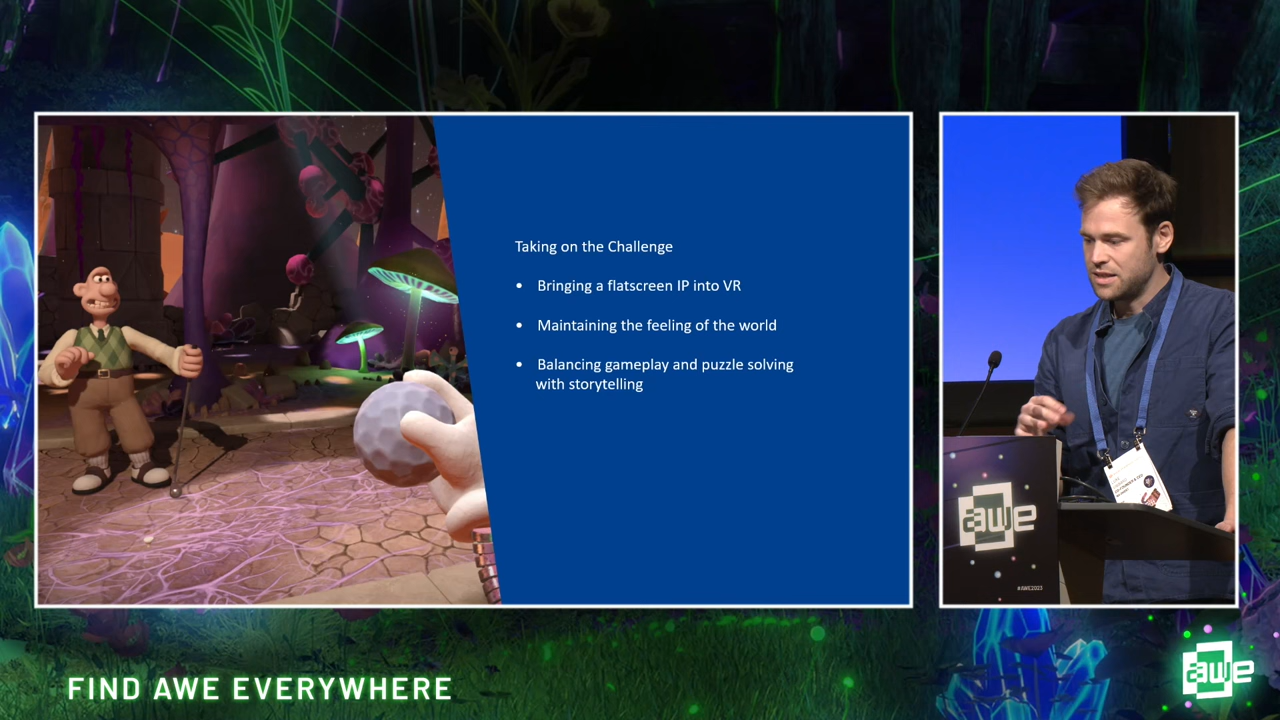 Taking on the Challenge
• Bringing a flatscreen IP into VR
• Maintaining the feeling of the world
• Balancing gameplay and puzzle solving
with storytelling
awe
#AWE2023
FIND AWE EVERYWHERE
awe